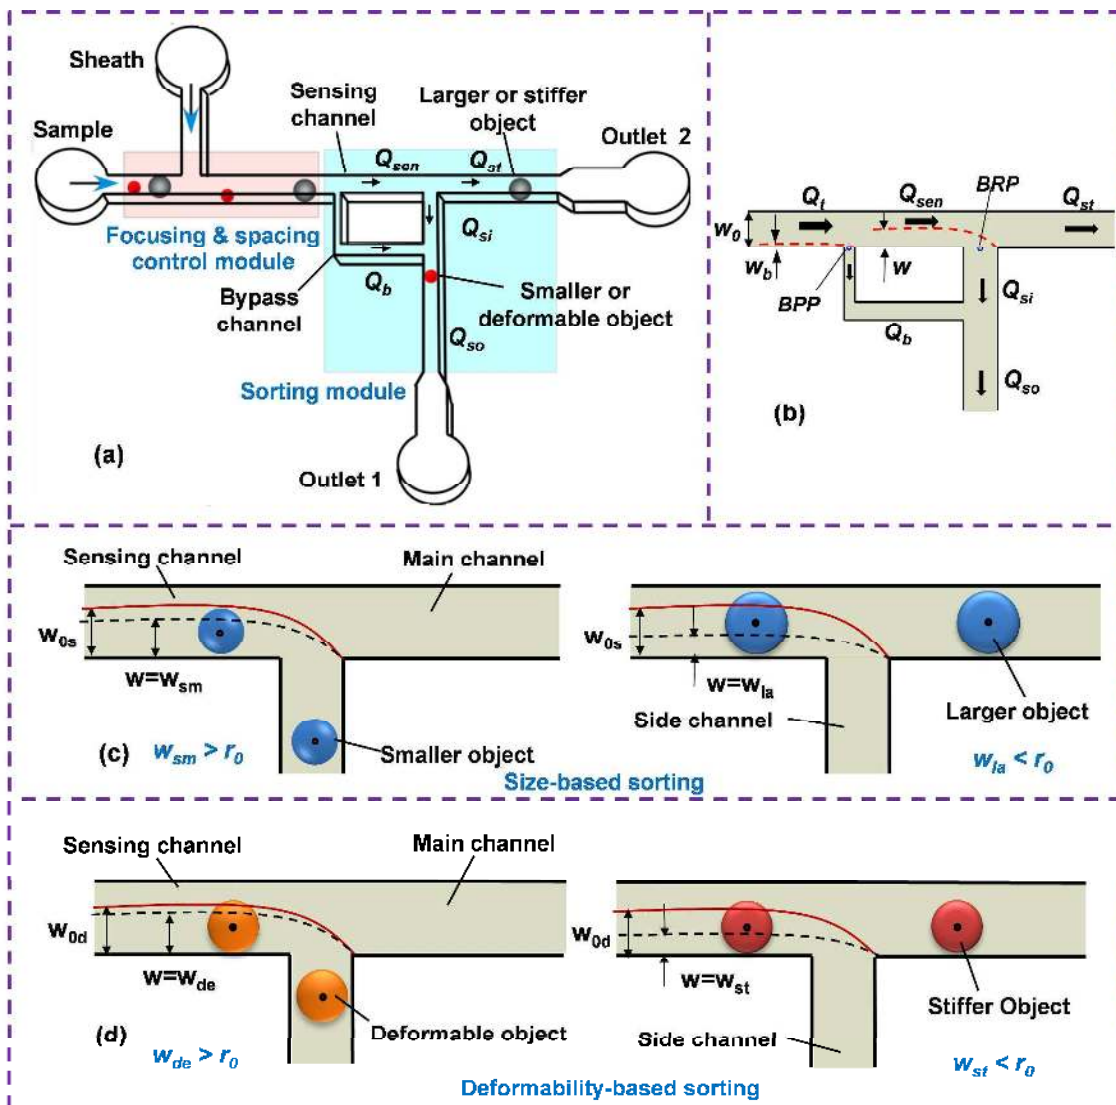 Sheath
Sample
Sensing
channel
Larger or stiffer
object
Outlet 2
Q_sen
Q_st
Focusing & spacing
control module
Q_si
Bypass
channel
Q_b
Smaller or
deformable object
Q_so
Sorting module
(a)
Outlet 1
BRP
Q_t
Q_sen
Q_st
w_0
w_b
w
Q_si
BPP
Q_b
Q_so
(b)
Sensing channel
Main channel
w_0s
w=w_sm
Smaller object
(c)
w_sm > r_0
w_0s
w=w_la
Side channel
Larger object
w_la < r_0
Size-based sorting
Sensing channel
Main channel
w_0d
w=w_de
Deformable object
(d)
w_de > r_0
w_0d
w=w_st
Side channel
Stiffer Object
w_st < r_0
Deformability-based sorting